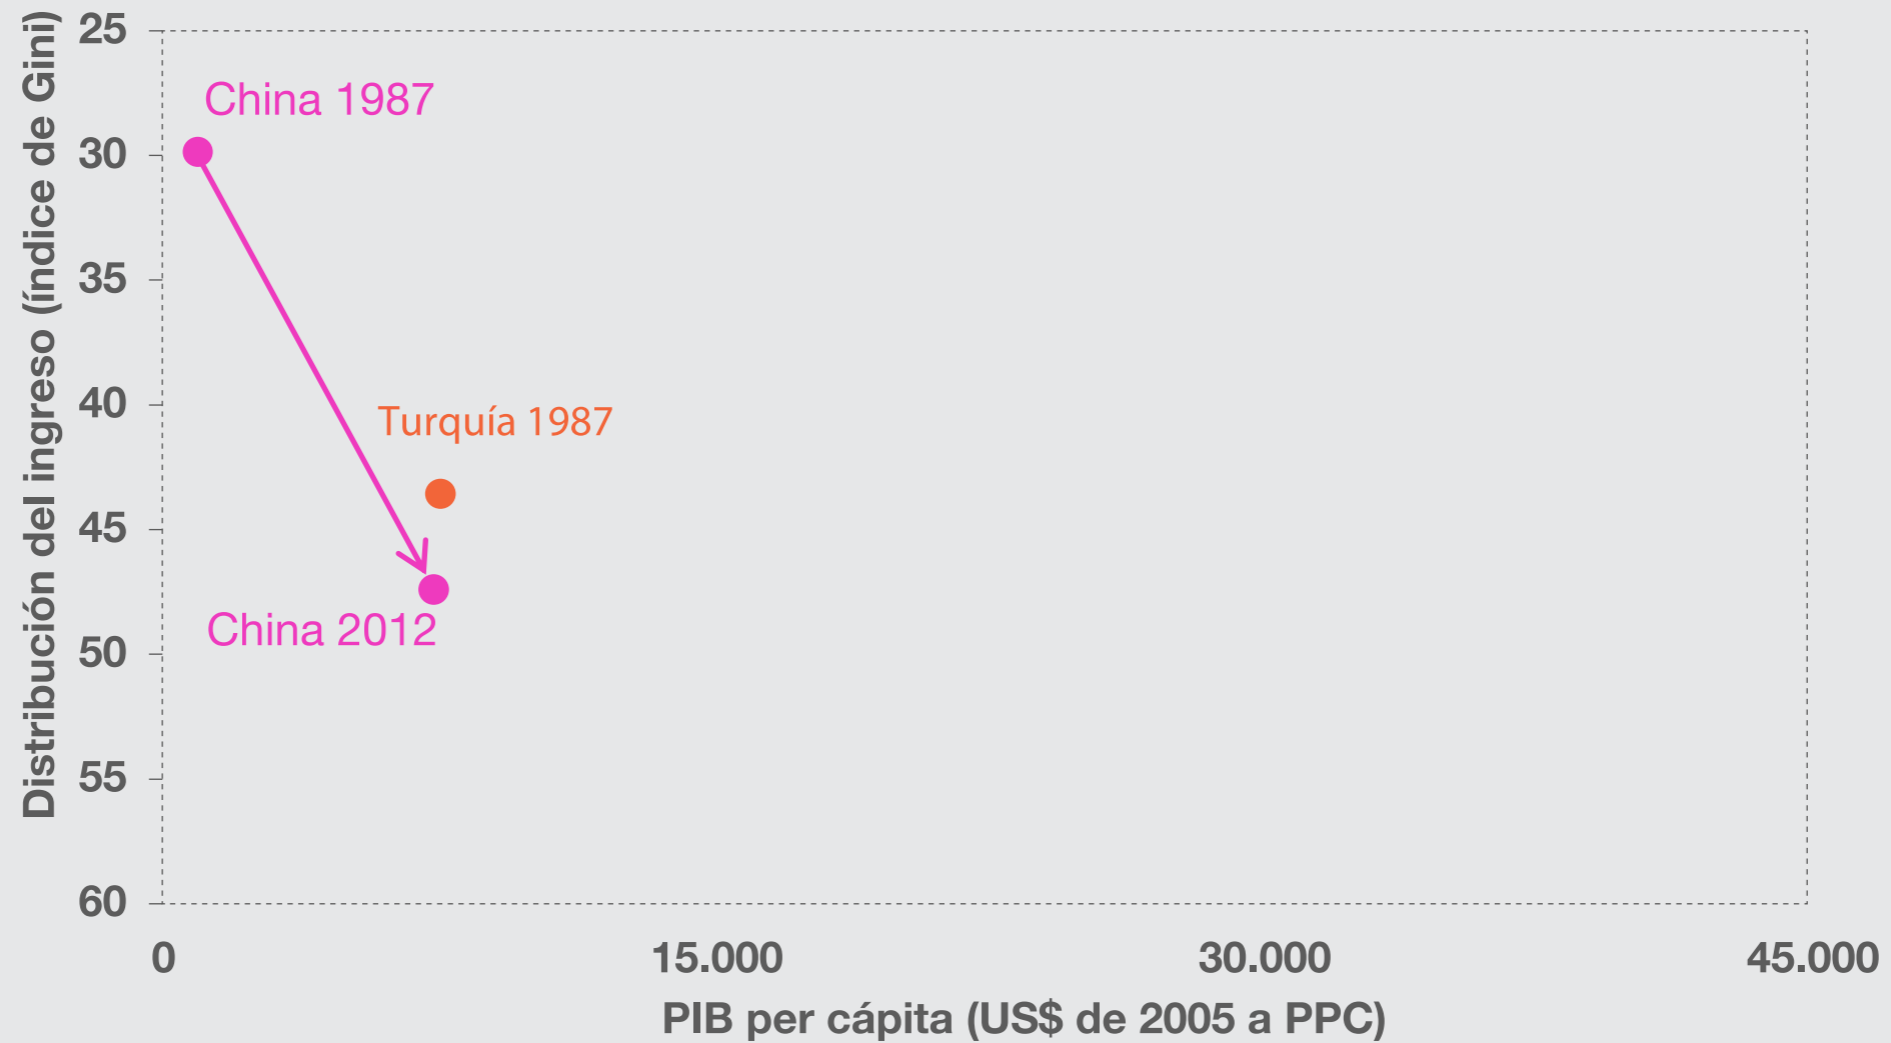 Distribución del ingreso (índice de Gini)
25
30
35
40
45
50
55
60
China 1987
Turquía 1987
China 2012
0
15.000
30.000
45.000
PIB per cápita (US$ de 2005 a PPC)